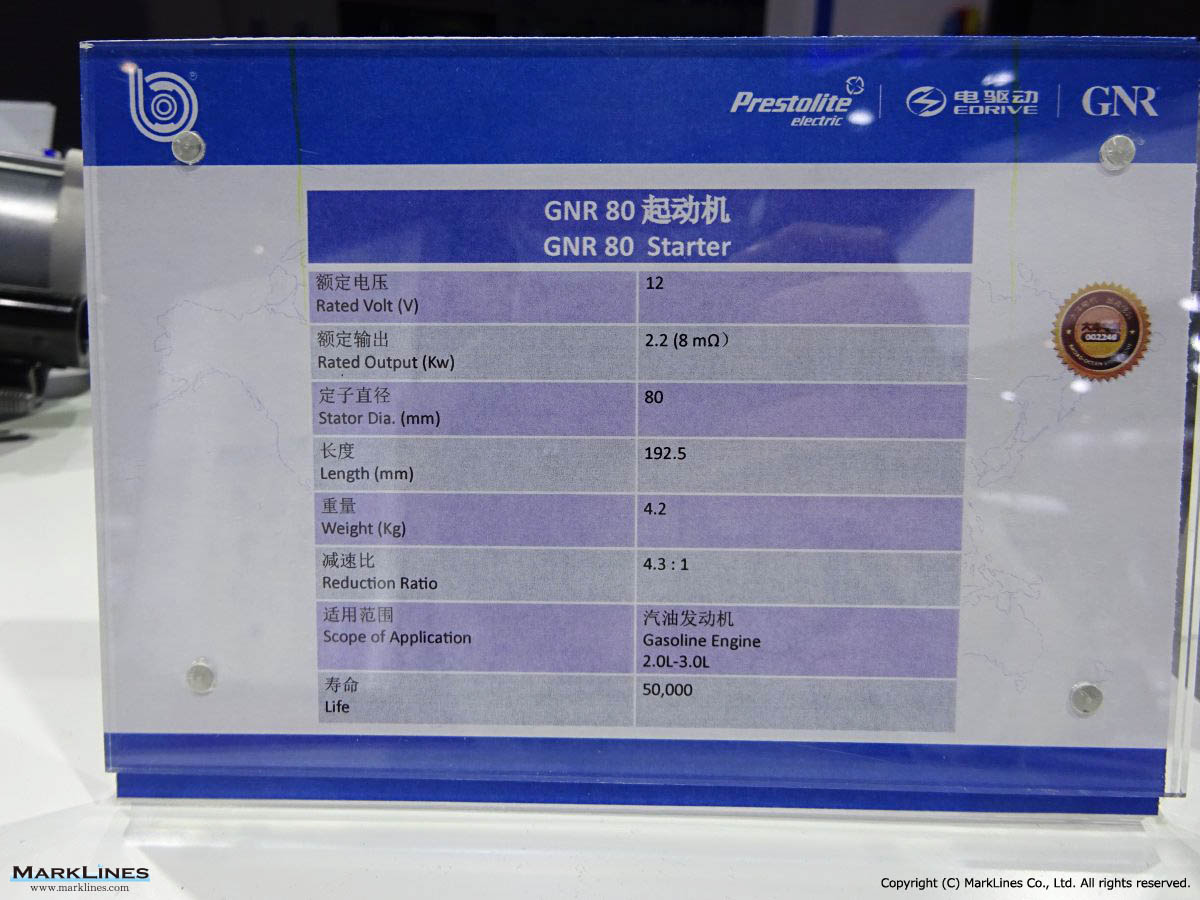 Prestolite
electric
电驱动
EDRIVE
GNR
GNR 80 起动机
GNR 80 Starter
额定电压
Rated Volt (V)
12
额定输出
Rated Output (Kw)
2.2 (8 mΩ）
定子直径
Stator Dia. (mm)
80
长度
Length (mm)
192.5
重量
Weight (Kg)
4.2
减速比
Reduction Ratio
4.3 : 1
适用范围
Scope of Application
汽油发动机
Gasoline Engine
2.0L-3.0L
寿命
Life
50,000
002246
MARKLINES
www.marklines.com
Copyright (C) MarkLines Co., Ltd. All rights reserved.